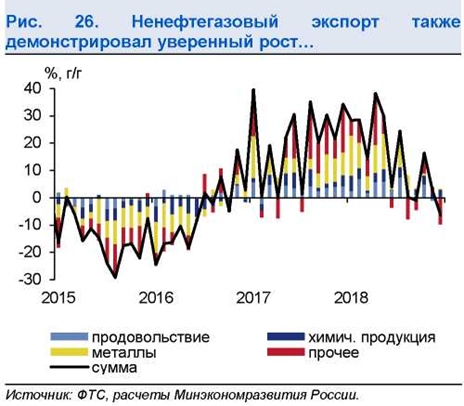 Рис. 26. Ненефтегазовый экспорт также
демонстрировал уверенный рост…
%, г/г
40
30
20
10
0
-10
-20
-30
2015 2016 2017 2018
продовольствие химич. продукция
металлы прочее
сумма
Источник: ФТС, расчеты Минэкономразвития России.